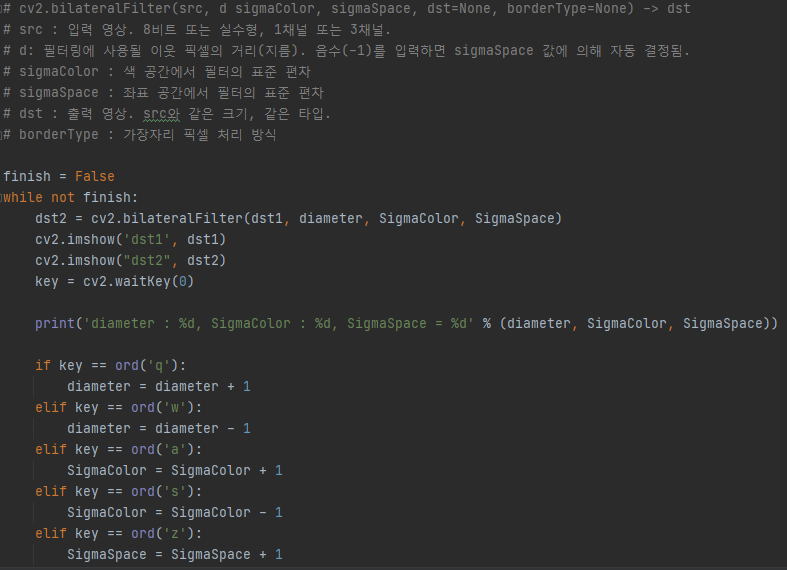 # cv2.bilateralFilter(src, d sigmaColor, sigmaSpace, dst=None, borderType=None) -> dst
# src : 입력 영상. 8비트 또는 실수형, 1채널 또는 3채널.
# d: 필터링에 사용될 이웃 픽셀의 거리(지름). 음수(-1)를 입력하면 sigmaSpace 값에 의해 자동 결정됨.
# sigmaColor : 색 공간에서 필터의 표준 편차
# sigmaSpace : 좌표 공간에서 필터의 표준 편차
# dst : 출력 영상. src와 같은 크기, 같은 타입.
# borderType : 가장자리 픽셀 처리 방식
finish = False
while not finish:
    dst2 = cv2.bilateralFilter(dst1, diameter, SigmaColor, SigmaSpace)
    cv2.imshow('dst1', dst1)
    cv2.imshow("dst2", dst2)
    key = cv2.waitKey(0)
    print('diameter : %d, SigmaColor : %d, SigmaSpace = %d' % (diameter, SigmaColor, SigmaSpace))
    if key == ord('q'):
        diameter = diameter + 1
    elif key == ord('w'):
        diameter = diameter - 1
    elif key == ord('a'):
        SigmaColor = SigmaColor + 1
    elif key == ord('s'):
        SigmaColor = SigmaColor - 1
    elif key == ord('z'):
        SigmaSpace = SigmaSpace + 1